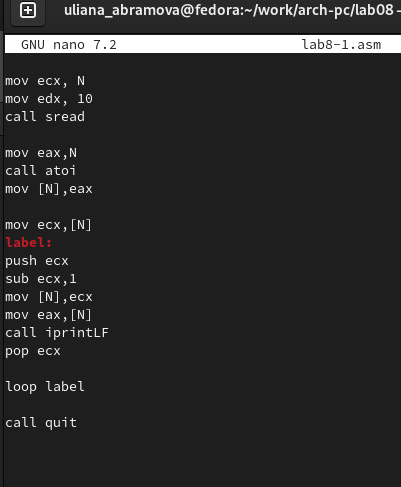 uliana_abramova@fedora:~/work/arch-pc/lab08 -
GNU nano 7.2 lab8-1.asm
mov ecx, N
mov edx, 10
call sread
mov eax,N
call atoi
mov [N],eax
mov ecx,[N]
label:
push ecx
sub ecx,1
mov [N],ecx
mov eax,[N]
call iprintLF
pop ecx
loop label
call quit